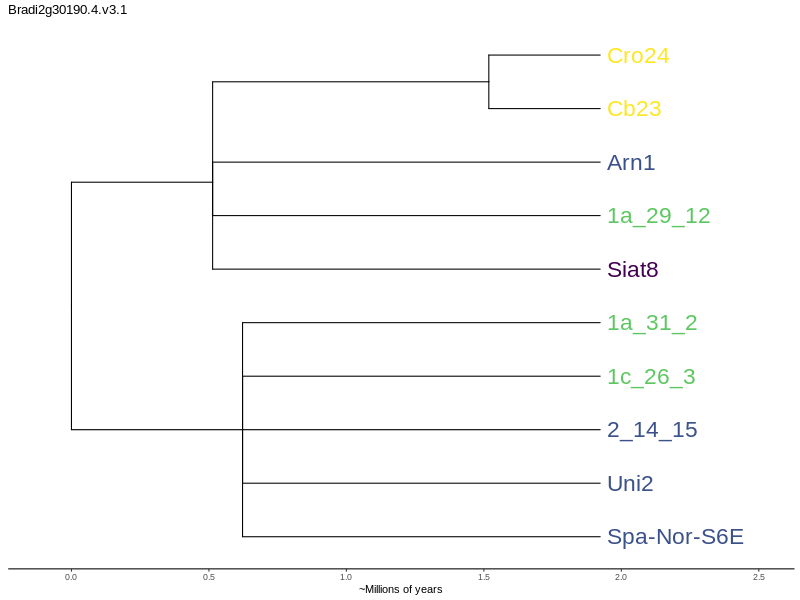 Bradi2g30190.4.v3.1
Cro24
Cb23
Arn1
1a_29_12
Siat8
1a_31_2
1c_26_3
2_14_15
Uni2
Spa-Nor-S6E
0.0 0.5 1.0 1.5 2.0 2.5
~Millions of years